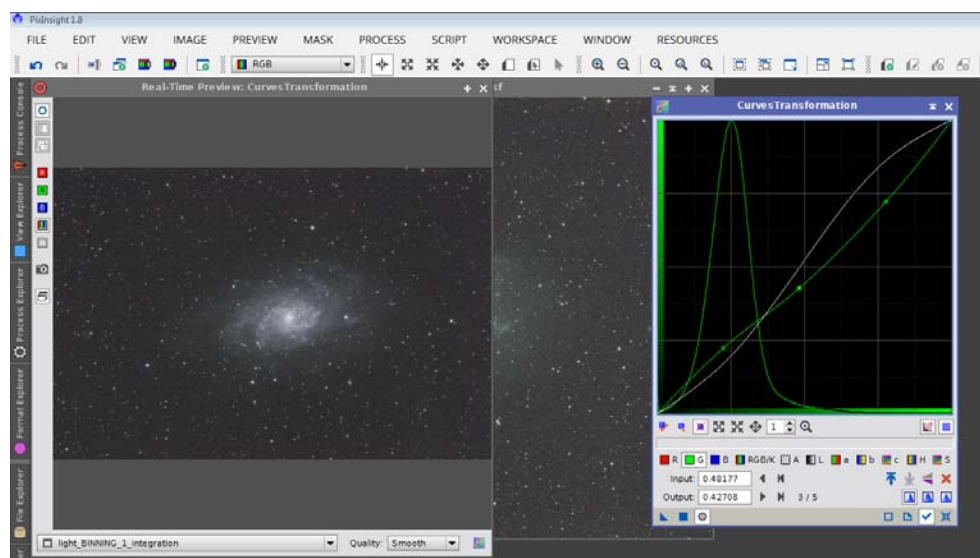 PixInsight 1.8
FILE EDIT VIEW IMAGE PREVIEW MASK PROCESS SCRIPT WORKSPACE WINDOW RESOURCES
RGB
Real-Time Preview: CurvesTransformation
sf
CurvesTransformation
Process Console
View Explorer
Process Explorer
Format Explorer
File Explorer
er
R G B RGB/K A L a b c H S
1
Input: 0.48177
Output: 0.42708 3 / 5
light_BINNING_1_integration Quality: Smooth